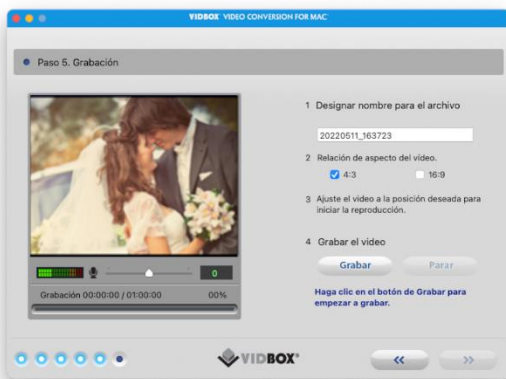 VIDBOX® VIDEO CONVERSION FOR MAC
Paso 5. Grabación
1 Designar nombre para el archivo
20220511_163723
2 Relación de aspecto del vídeo.
4:3 16:9
3 Ajuste el video a la posición deseada para
iniciar la reproducción.
4 Grabar el video
Grabar Parar
Haga clic en el botón de Grabar para
empezar a grabar.
0
Grabación 00:00:00 / 01:00:00 00%
VIDBOX®